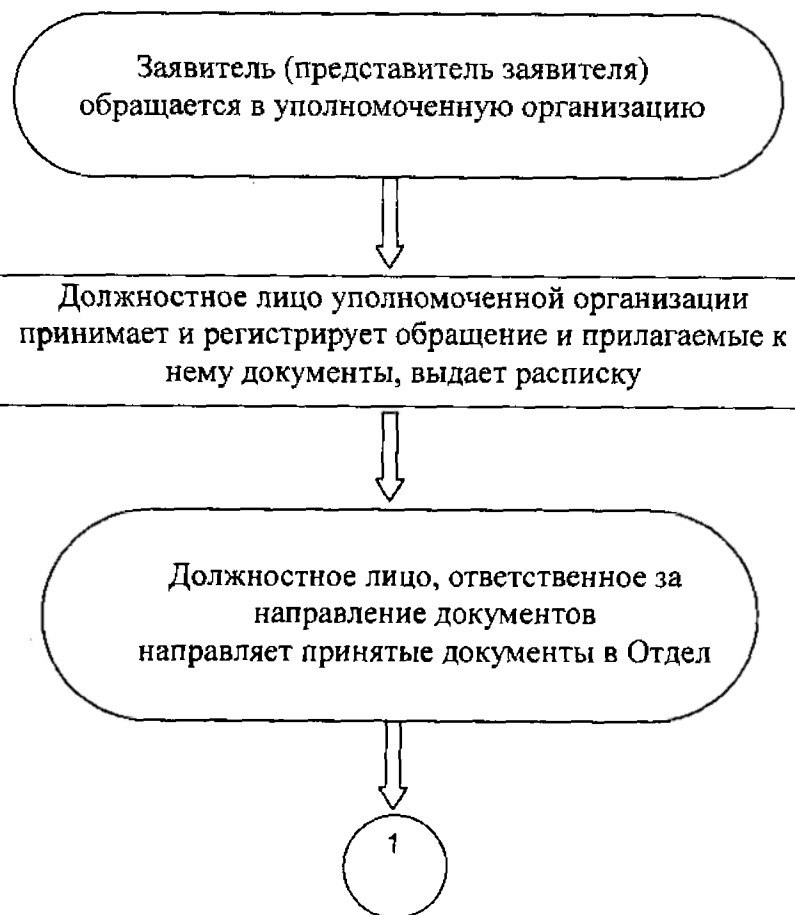 Заявитель (представитель заявителя)
обращается в уполномоченную организацию
Должностное лицо уполномоченной организации
принимает и регистрирует обращение и прилагаемые к
нему документы, выдает расписку
Должностное лицо, ответственное за
направление документов
направляет принятые документы в Отдел
1